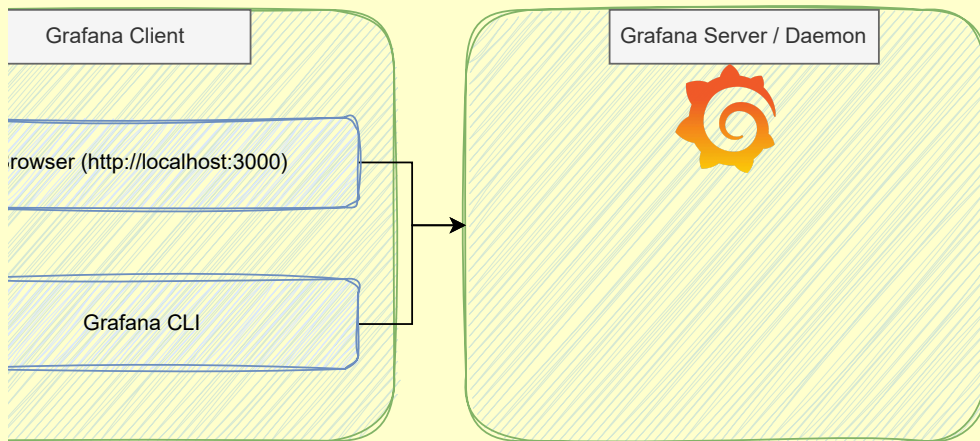 Grafana Client
Grafana Server / Daemon
rowser (http://localhost:3000)
Grafana CLI